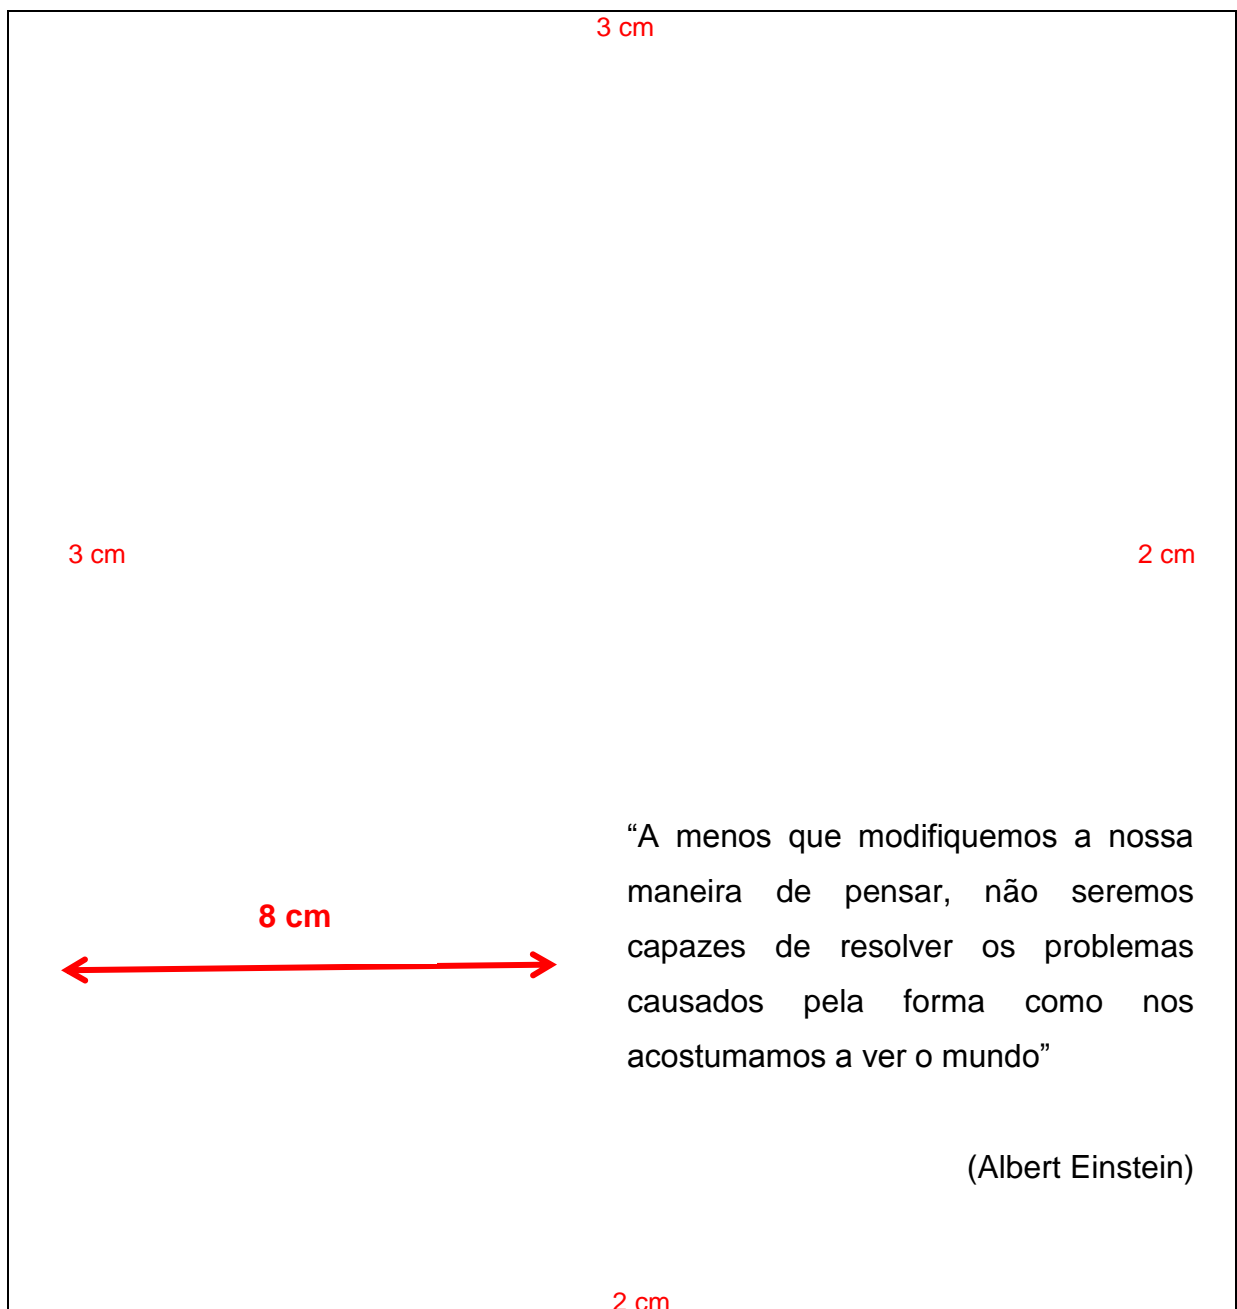 3 cm
3 cm
2 cm
“A menos que modifiquemos a nossa
maneira de pensar, não seremos
8 cm
capazes de resolver os problemas
causados pela forma como nos
acostumamos a ver o mundo”
(Albert Einstein)
2 cm